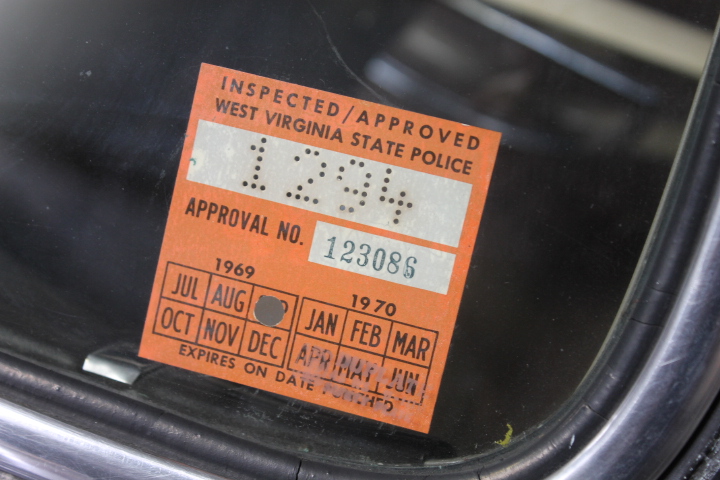 INSPECTED/APPROVED
WEST VIRGINIA STATE POLICE
1294
APPROVAL NO. 123086
1969
JUL AUG
OCT NOV DEC
1970
JAN FEB MAR
APR MAY JUN
EXPIRES ON DATE PUNCHED